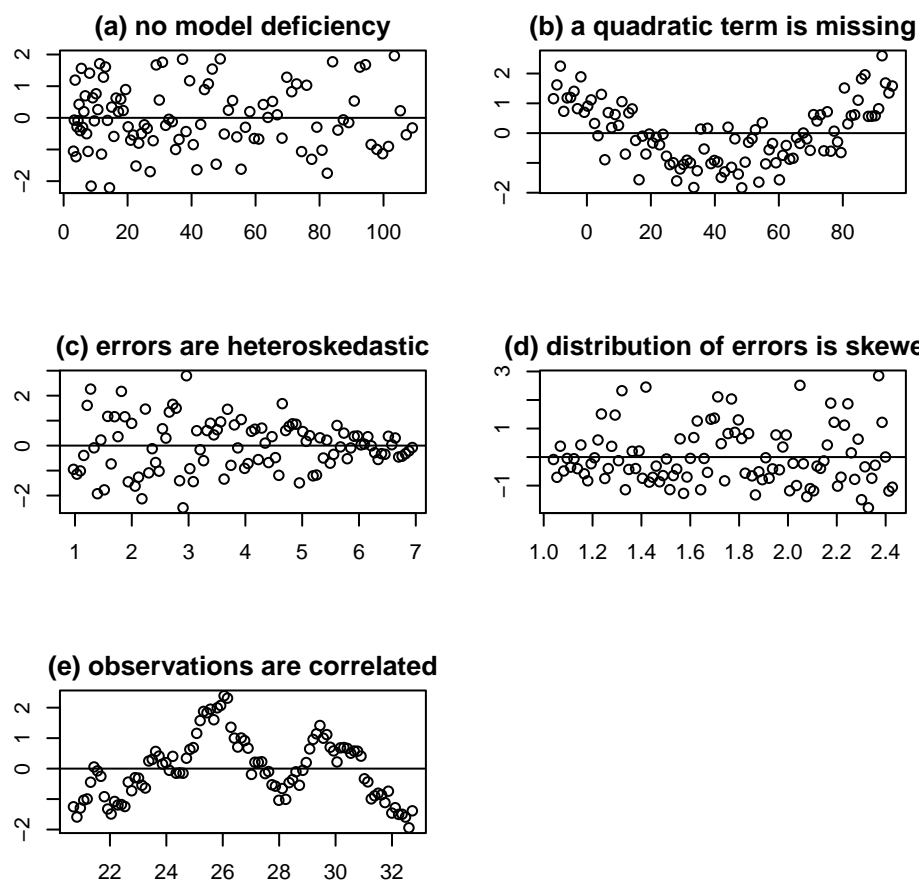 (a) no model deficiency
2
1
0
−2
0 20 40 60 80 100
(b) a quadratic term is missing
2
1
0
−2
0 20 40 60 80
(c) errors are heteroskedastic
2
0
−2
1 2 3 4 5 6 7
(d) distribution of errors is skewe
3
1
−1
1.0 1.2 1.4 1.6 1.8 2.0 2.2 2.4
(e) observations are correlated
2
1
0
−2
22 24 26 28 30 32